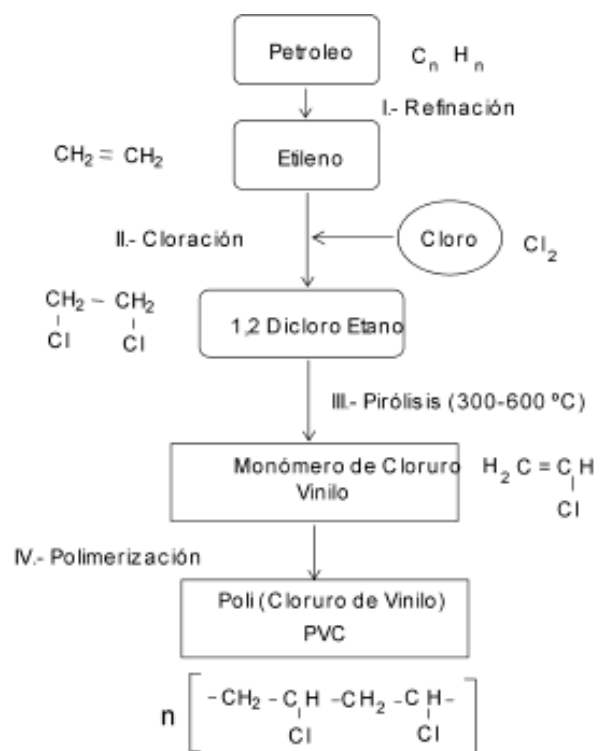 Petroleo
C_n H_n
I.- Refinación
CH₂ = CH₂
Etileno
II.- Cloración
Cloro
Cl₂
CH₂ – CH₂
Cl Cl
1,2 Dicloro Etano
III.- Pirólisis (300-600 ºC)
Monómero de Cloruro
Vinilo
H₂ C = C H
Cl
IV.- Polimerización
Poli (Cloruro de Vinilo)
PVC
n [ -CH₂ -C H -CH₂ -C H- ]
Cl Cl